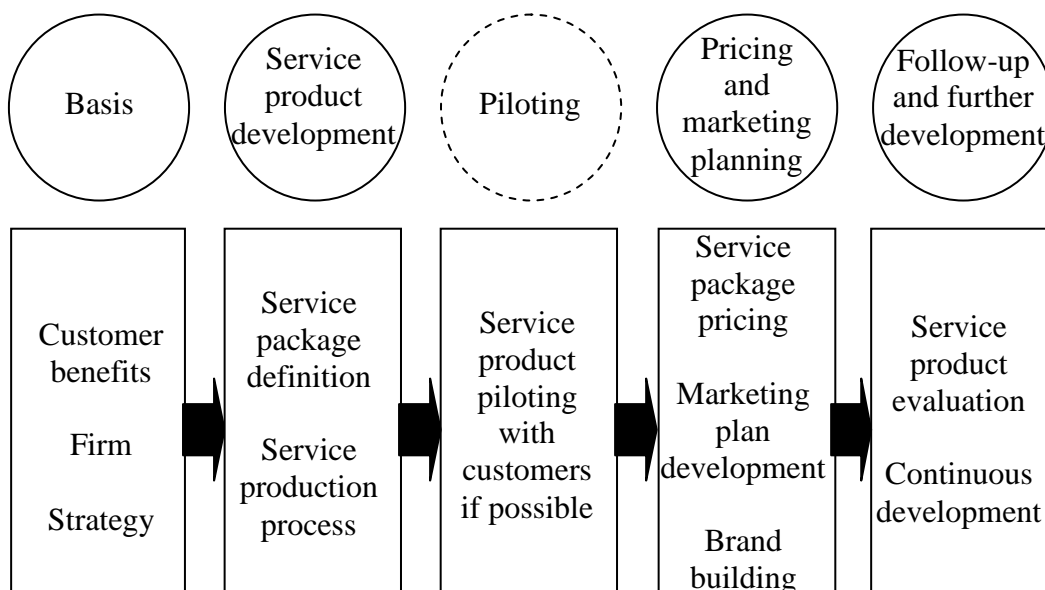 Basis
Service
product
development
Piloting
Pricing
and
marketing
planning
Follow-up
and further
development
Customer
benefits
Firm
Strategy
Service
package
definition
Service
production
process
Service
product
piloting
with
customers
if possible
Service
package
pricing
Marketing
plan
development
Brand
building
Service
product
evaluation
Continuous
development